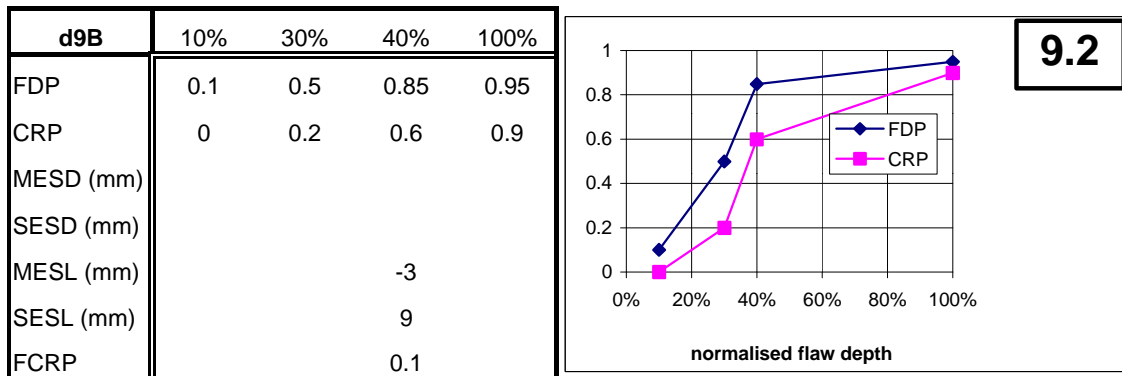 d9B 10% 30% 40% 100%
FDP 0.1 0.5 0.85 0.95
CRP 0 0.2 0.6 0.9
MESD (mm)
SESD (mm)
MESL (mm) -3
SESL (mm) 9
FCRP 0.1
9.2
1
0.8
0.6
0.4
0.2
0
FDP
CRP
0% 20% 40% 60% 80% 100%
normalised flaw depth